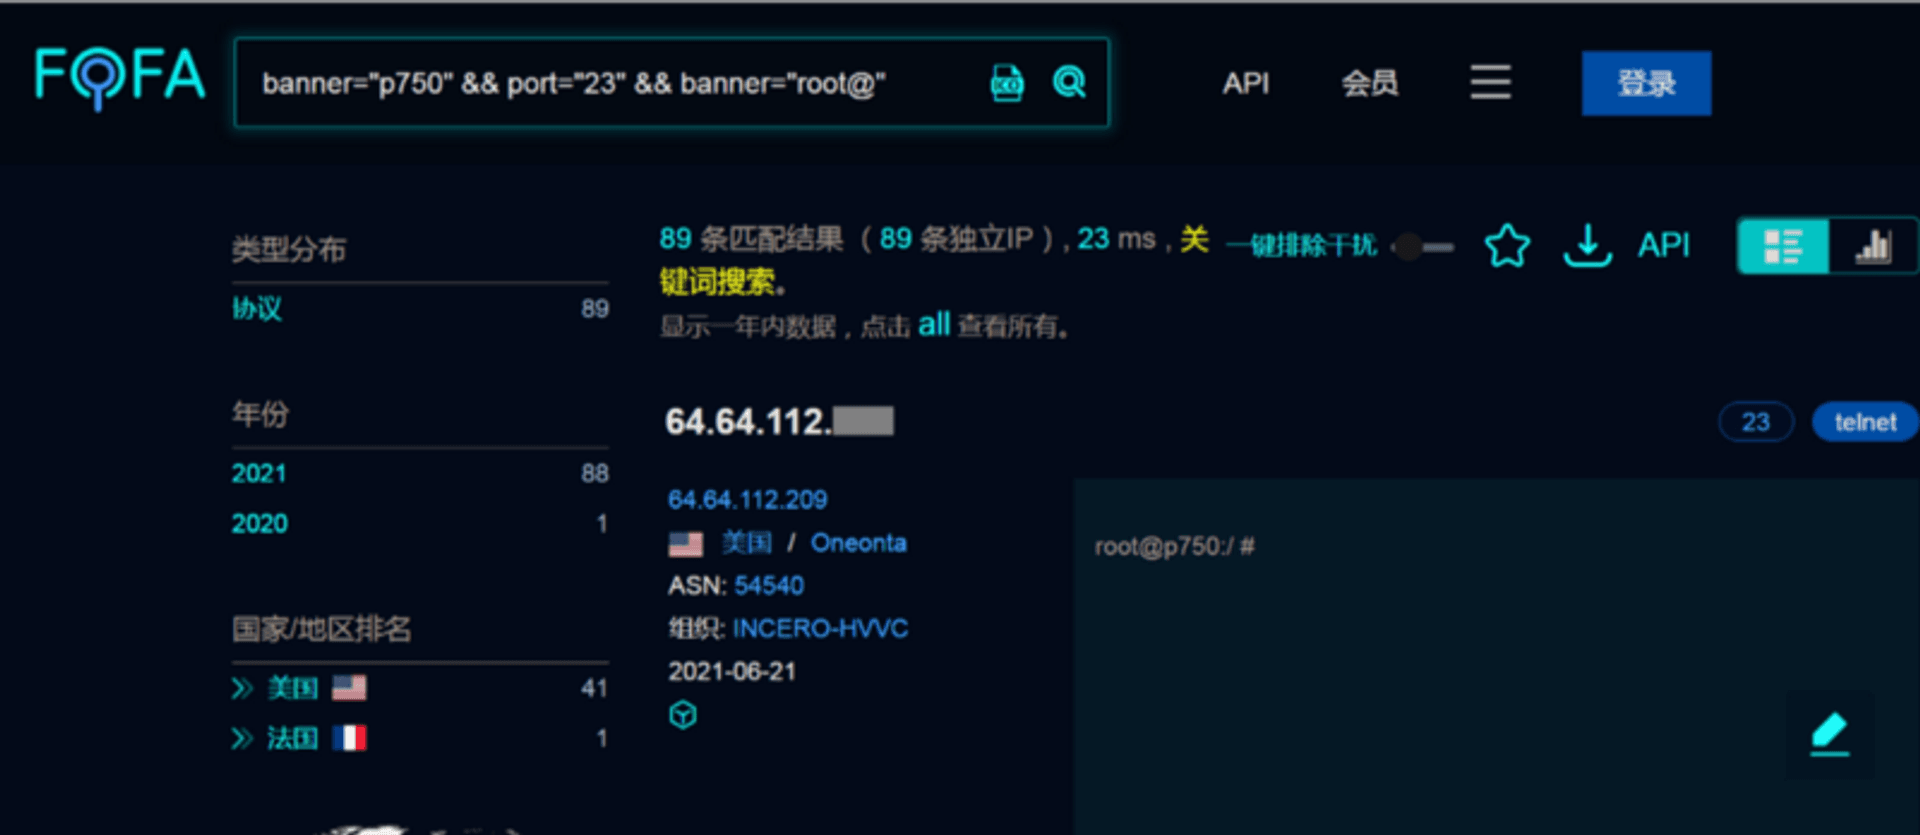 FOFA
banner="p750" && port="23" && banner="root@"
ICO
API
会员
登录
类型分布
协议 89
年份
2021 88
2020 1
国家/地区排名
美国 41
法国 1
89 条匹配结果 ( 89 条独立IP ) , 23 ms , 关
键词搜索。
显示一年内数据，点击 all 查看所有。
一键排除干扰
API
64.64.112.
23
telnet
64.64.112.209
美国 / Oneonta
ASN: 54540
组织: INCERO-HVVC
2021-06-21
root@p750:/ #